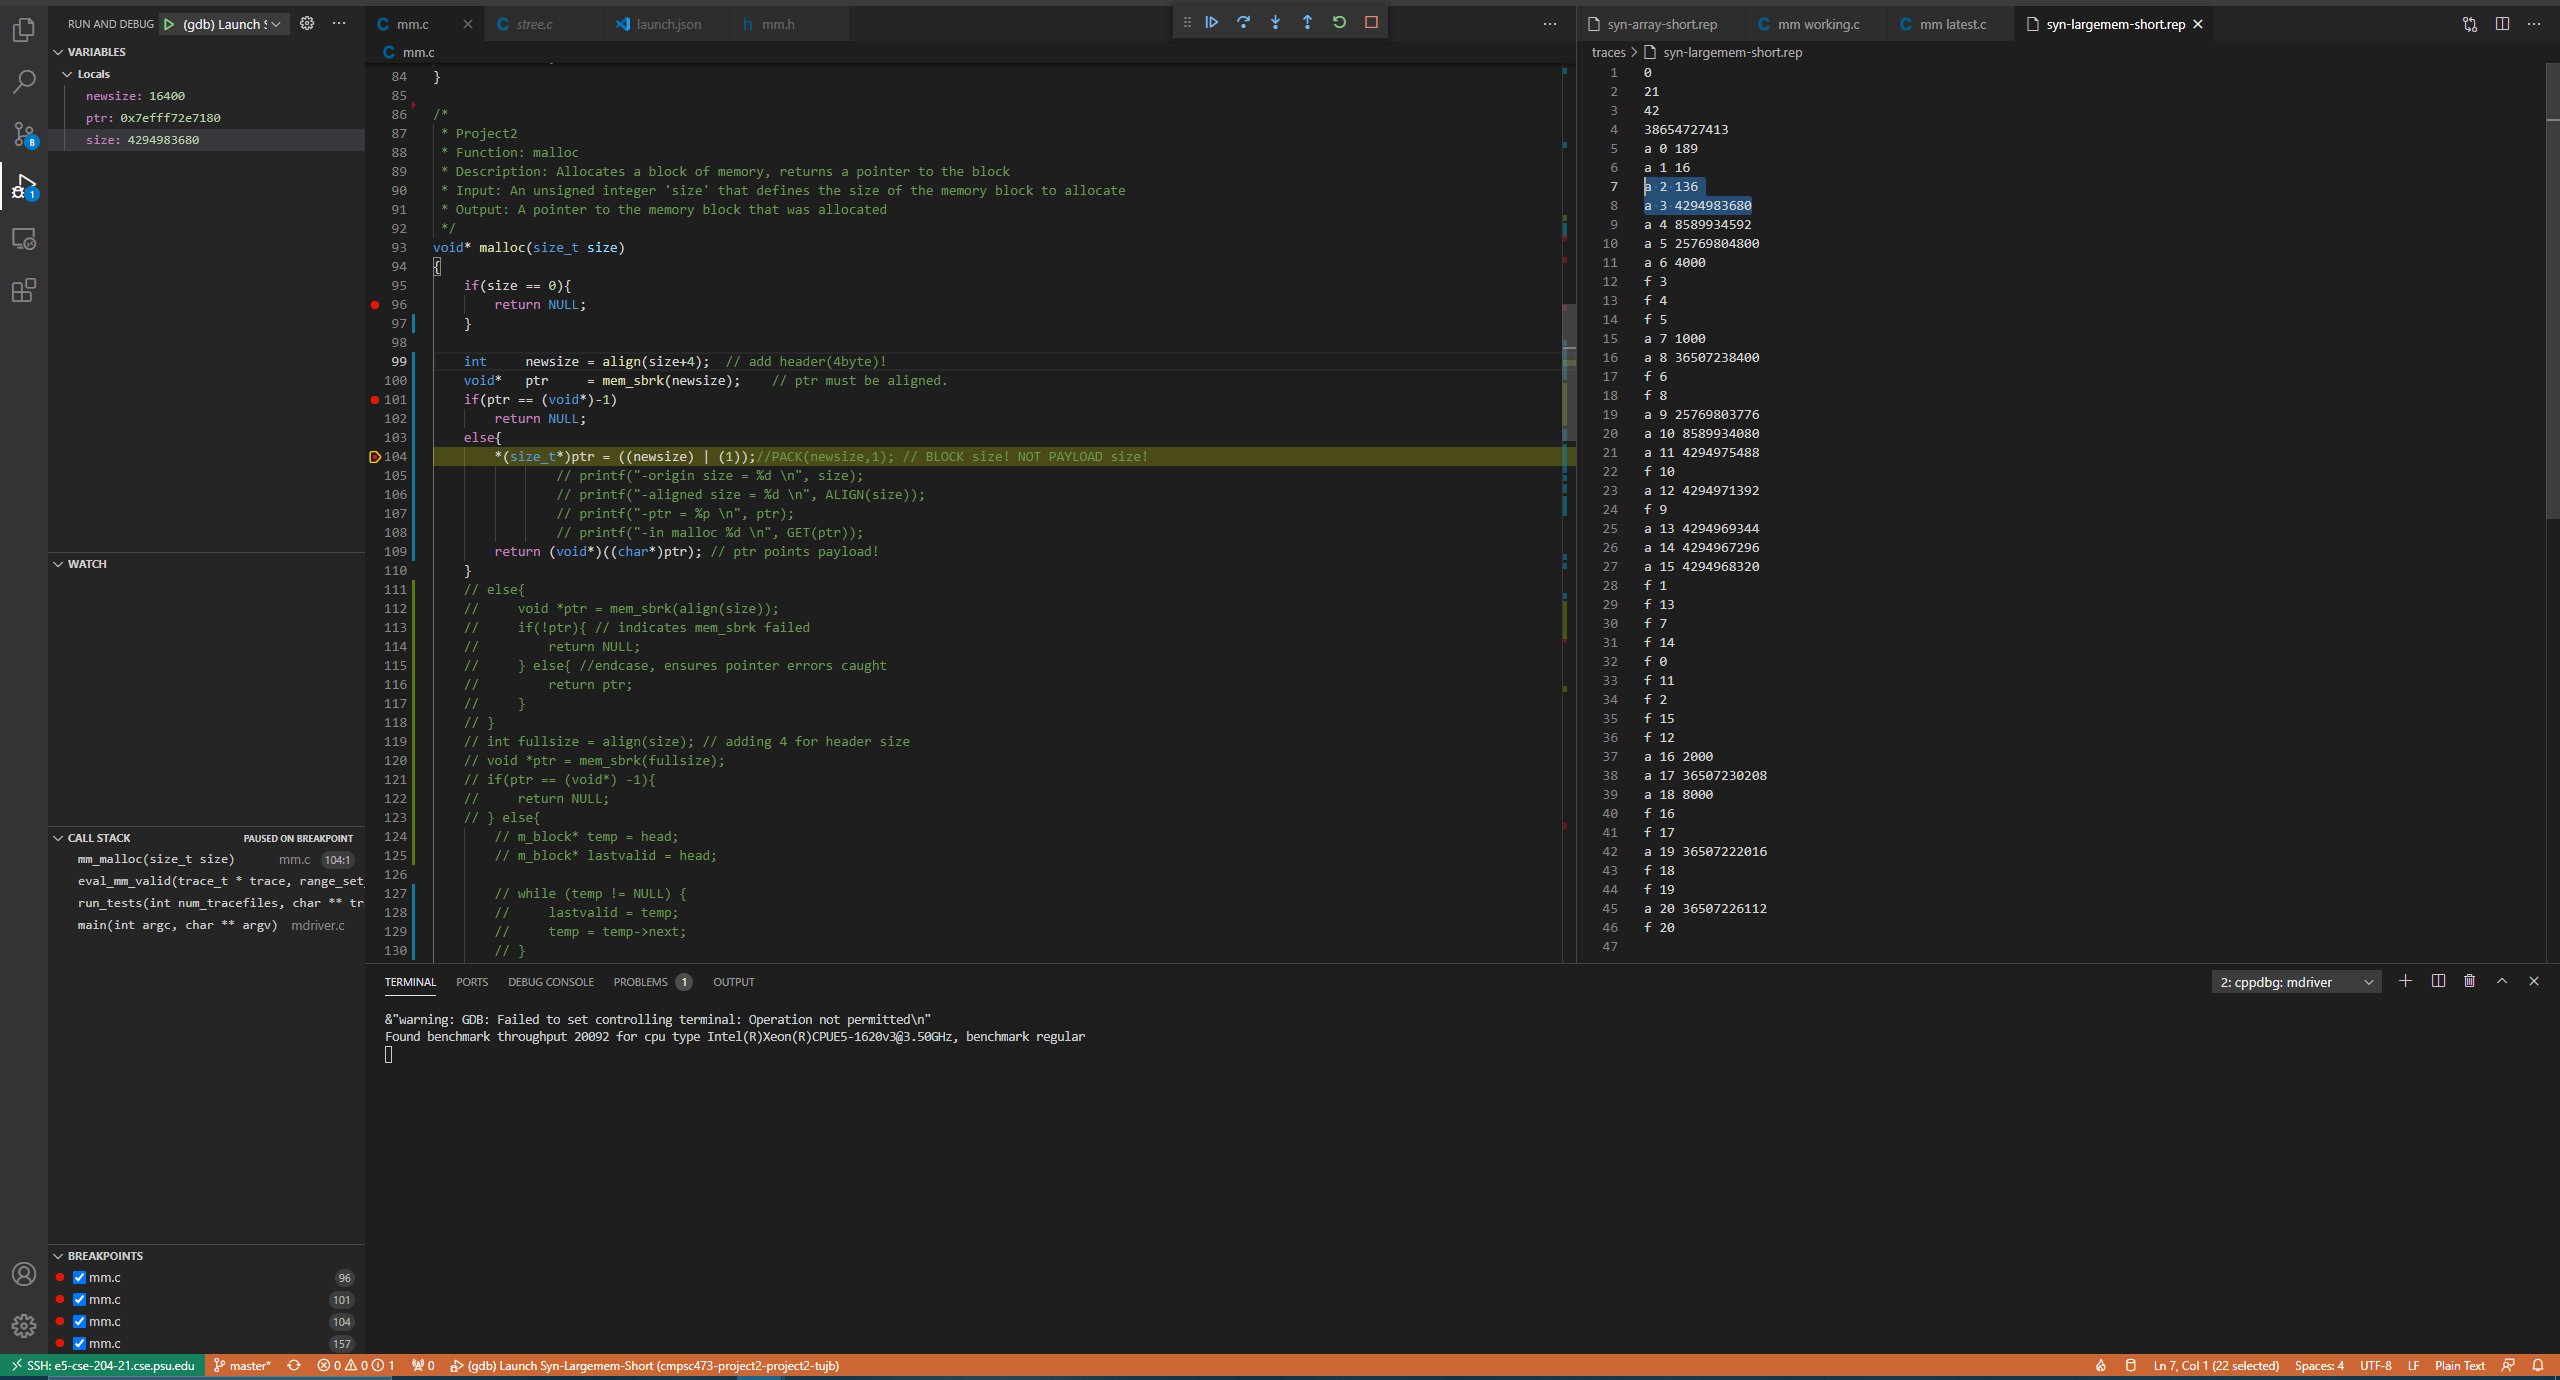 RUN AND DEBUG (gdb) Launch S
VARIABLES
Locals
newsize: 16400
ptr: 0x7efff72e7180
size: 4294983680
WATCH
CALL STACK PAUSED ON BREAKPOINT
mm_malloc(size_t size) mm.c 104:1
eval_mm_valid(trace_t * trace, range_set_
run_tests(int num_tracefiles, char ** tr
main(int argc, char ** argv) mdriver.c
BREAKPOINTS
mm.c 96
mm.c 101
mm.c 104
mm.c 157
8
1
C mm.c
C stree.c
launch.json
h mm.h
C mm.c
84 }
85
86 /*
87 * Project2
88 * Function: malloc
89 * Description: Allocates a block of memory, returns a pointer to the block
90 * Input: An unsigned integer 'size' that defines the size of the memory block to allocate
91 * Output: A pointer to the memory block that was allocated
92 */
93 void* malloc(size_t size)
94 {
95 if(size == 0){
96 return NULL;
97 }
98
99 int newsize = align(size+4); // add header(4byte)!
100 void* ptr = mem_sbrk(newsize); // ptr must be aligned.
101 if(ptr == (void*)-1)
102 return NULL;
103 else{
104 *(size_t*)ptr = ((newsize) | (1));//PACK(newsize,1); // BLOCK size! NOT PAYLOAD size!
105 // printf("-origin size = %d \n", size);
106 // printf("-aligned size = %d \n", ALIGN(size));
107 // printf("-ptr = %p \n", ptr);
108 // printf("-in malloc %d \n", GET(ptr));
109 return (void*)((char*)ptr); // ptr points payload!
110 }
111 // else{
112 // void *ptr = mem_sbrk(align(size));
113 // if(!ptr){ // indicates mem_sbrk failed
114 // return NULL;
115 // } else{ //endcase, ensures pointer errors caught
116 // return ptr;
117 // }
118 // }
119 // int fullsize = align(size); // adding 4 for header size
120 // void *ptr = mem_sbrk(fullsize);
121 // if(ptr == (void*) -1){
122 // return NULL;
123 // } else{
124 // m_block* temp = head;
125 // m_block* lastvalid = head;
126
127 // while (temp != NULL) {
128 // lastvalid = temp;
129 // temp = temp->next;
130 // }
syn-array-short.rep
C mm working.c
C mm latest.c
syn-largemem-short.rep
traces > syn-largemem-short.rep
1 0
2 21
3 42
4 38654727413
5 a 0 189
6 a 1 16
7 a 2 136
8 a 3 4294983680
9 a 4 8589934592
10 a 5 25769804800
11 a 6 4000
12 f 3
13 f 4
14 f 5
15 a 7 1000
16 a 8 36507238400
17 f 6
18 f 8
19 a 9 25769803776
20 a 10 8589934080
21 a 11 4294975488
22 f 10
23 a 12 4294971392
24 f 9
25 a 13 4294969344
26 a 14 4294967296
27 a 15 4294968320
28 f 1
29 f 13
30 f 7
31 f 14
32 f 0
33 f 11
34 f 2
35 f 15
36 f 12
37 a 16 2000
38 a 17 36507230208
39 a 18 8000
40 f 16
41 f 17
42 a 19 36507222016
43 f 18
44 f 19
45 a 20 36507226112
46 f 20
47
TERMINAL PORTS DEBUG CONSOLE PROBLEMS 1 OUTPUT
2: cppdbg: mdriver
&"warning: GDB: Failed to set controlling terminal: Operation not permitted\n"
Found benchmark throughput 20092 for cpu type Intel(R)Xeon(R)CPUE5-1620v3@3.50GHz, benchmark regular
SSH: e5-cse-204-21.cse.psu.edu master* 0 0 1 0 (gdb) Launch Syn-Largemem-Short (cmpsc473-project2-project2-tujb) Ln 7, Col 1 (22 selected) Spaces: 4 UTF-8 LF Plain Text